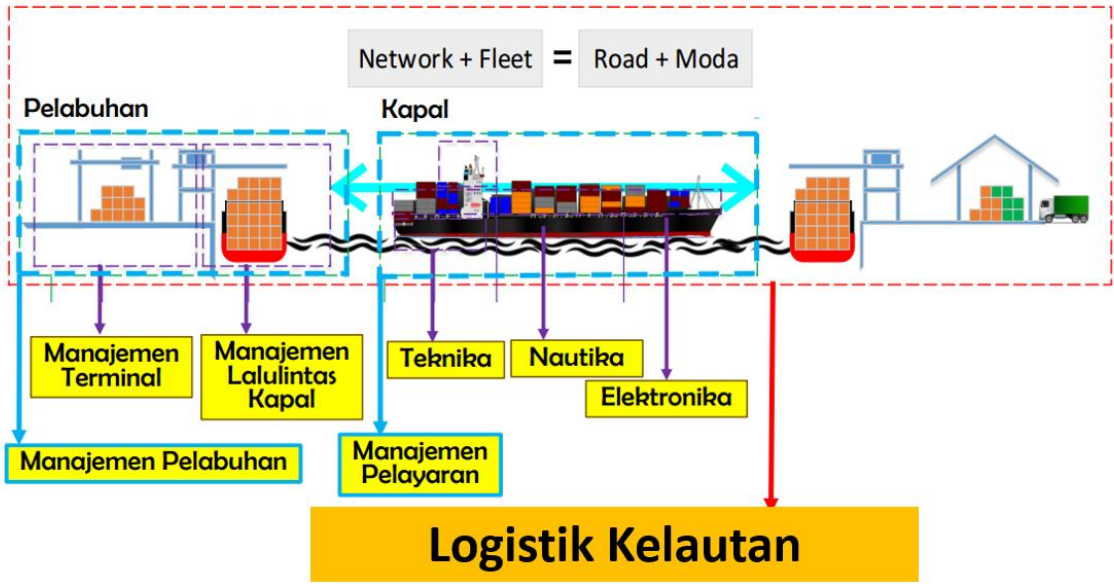 Network + Fleet = Road + Moda
Pelabuhan
Kapal
Manajemen
Terminal
Manajemen
Lalulintas
Kapal
Teknika
Nautika
Elektronika
Manajemen Pelabuhan
Manajemen
Pelayaran
Logistik Kelautan